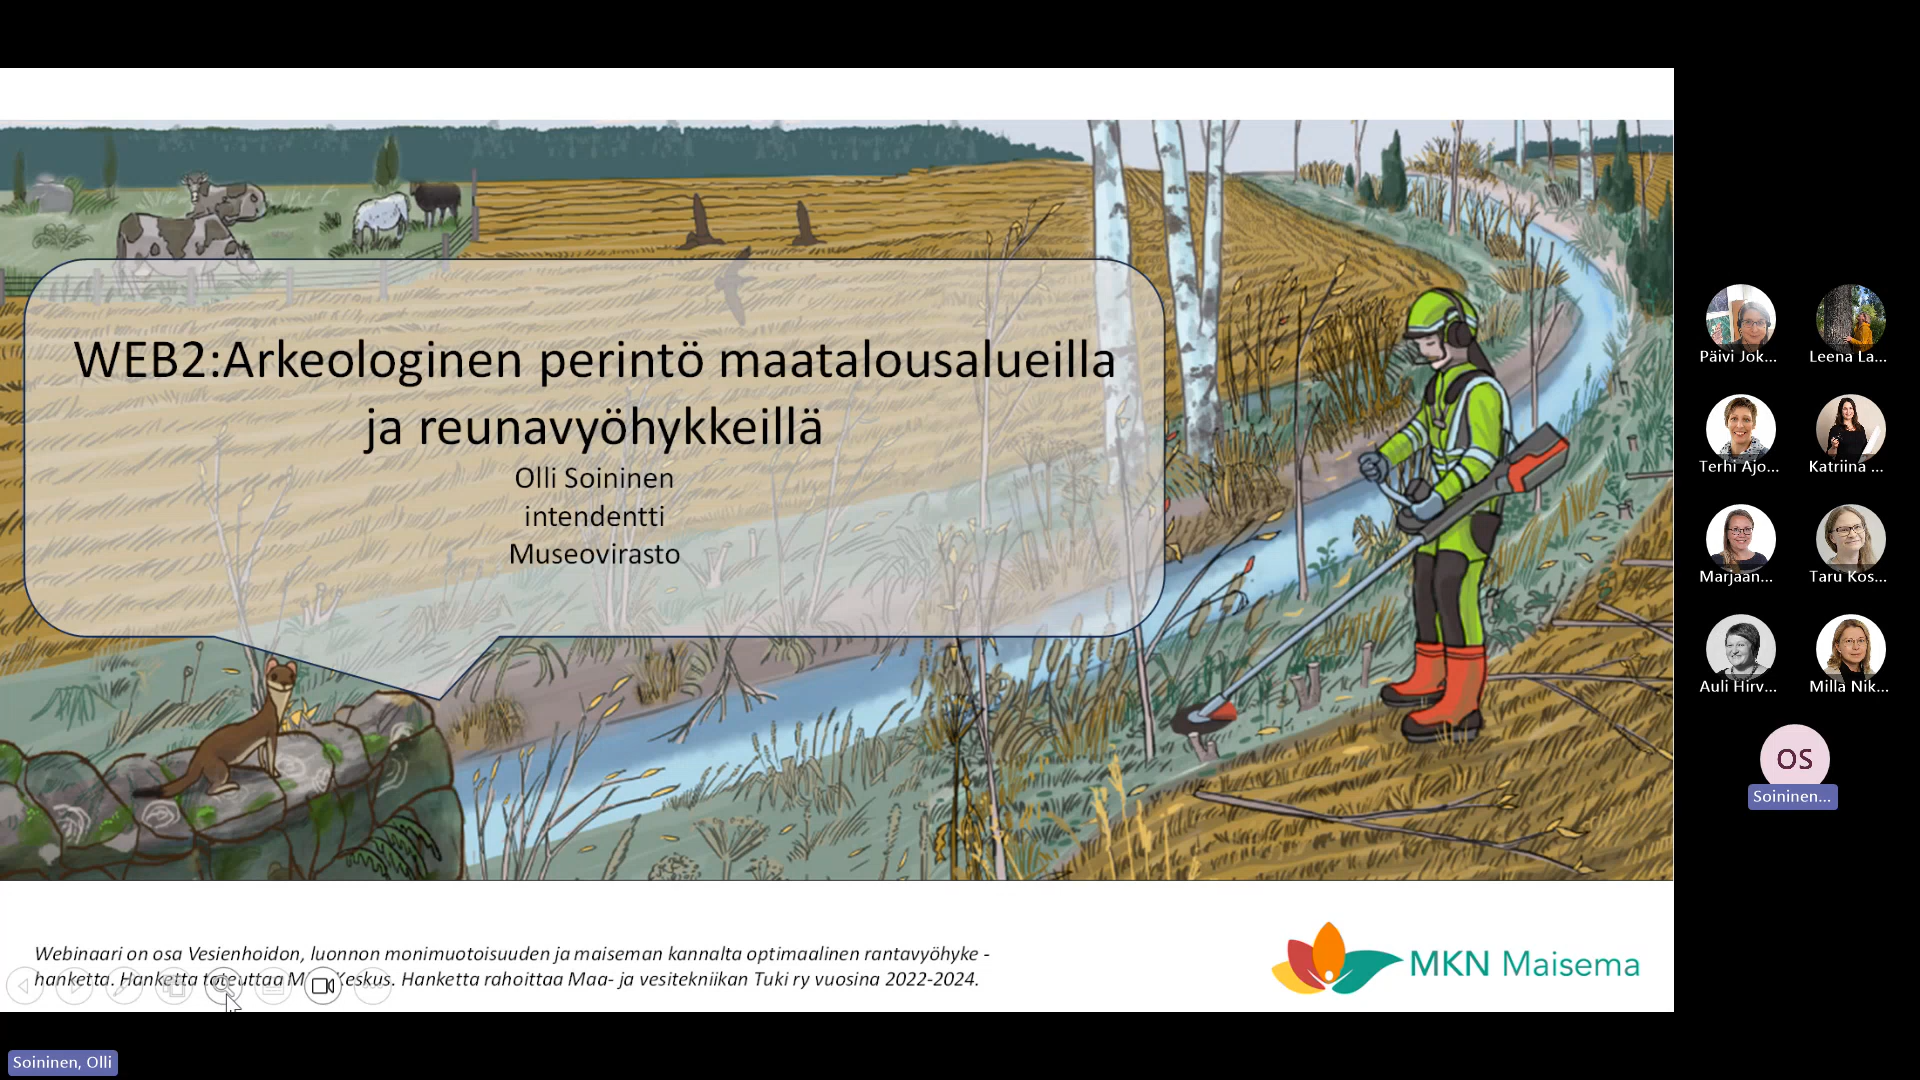 WEB2:Arkeologinen perintö maatalousalueilla
ja reunavyöhykkeillä
Olli Soininen
intendentti
Museovirasto
Webinaari on osa Vesienhoidon, luonnon monimuotoisuuden ja maiseman kannalta optimaalinen rantavyöhyke -
hanketta. Hanketta toteuttaa M Keskus. Hanketta rahoittaa Maa- ja vesitekniikan Tuki ry vuosina 2022-2024.
MKN Maisema
Päivi Jok...
Leena La...
Terhi Ajo...
Katriina ...
Marjaan...
Taru Kos...
Auli Hirv...
Milla Nik...
OS
Soininen...
Soininen, Olli